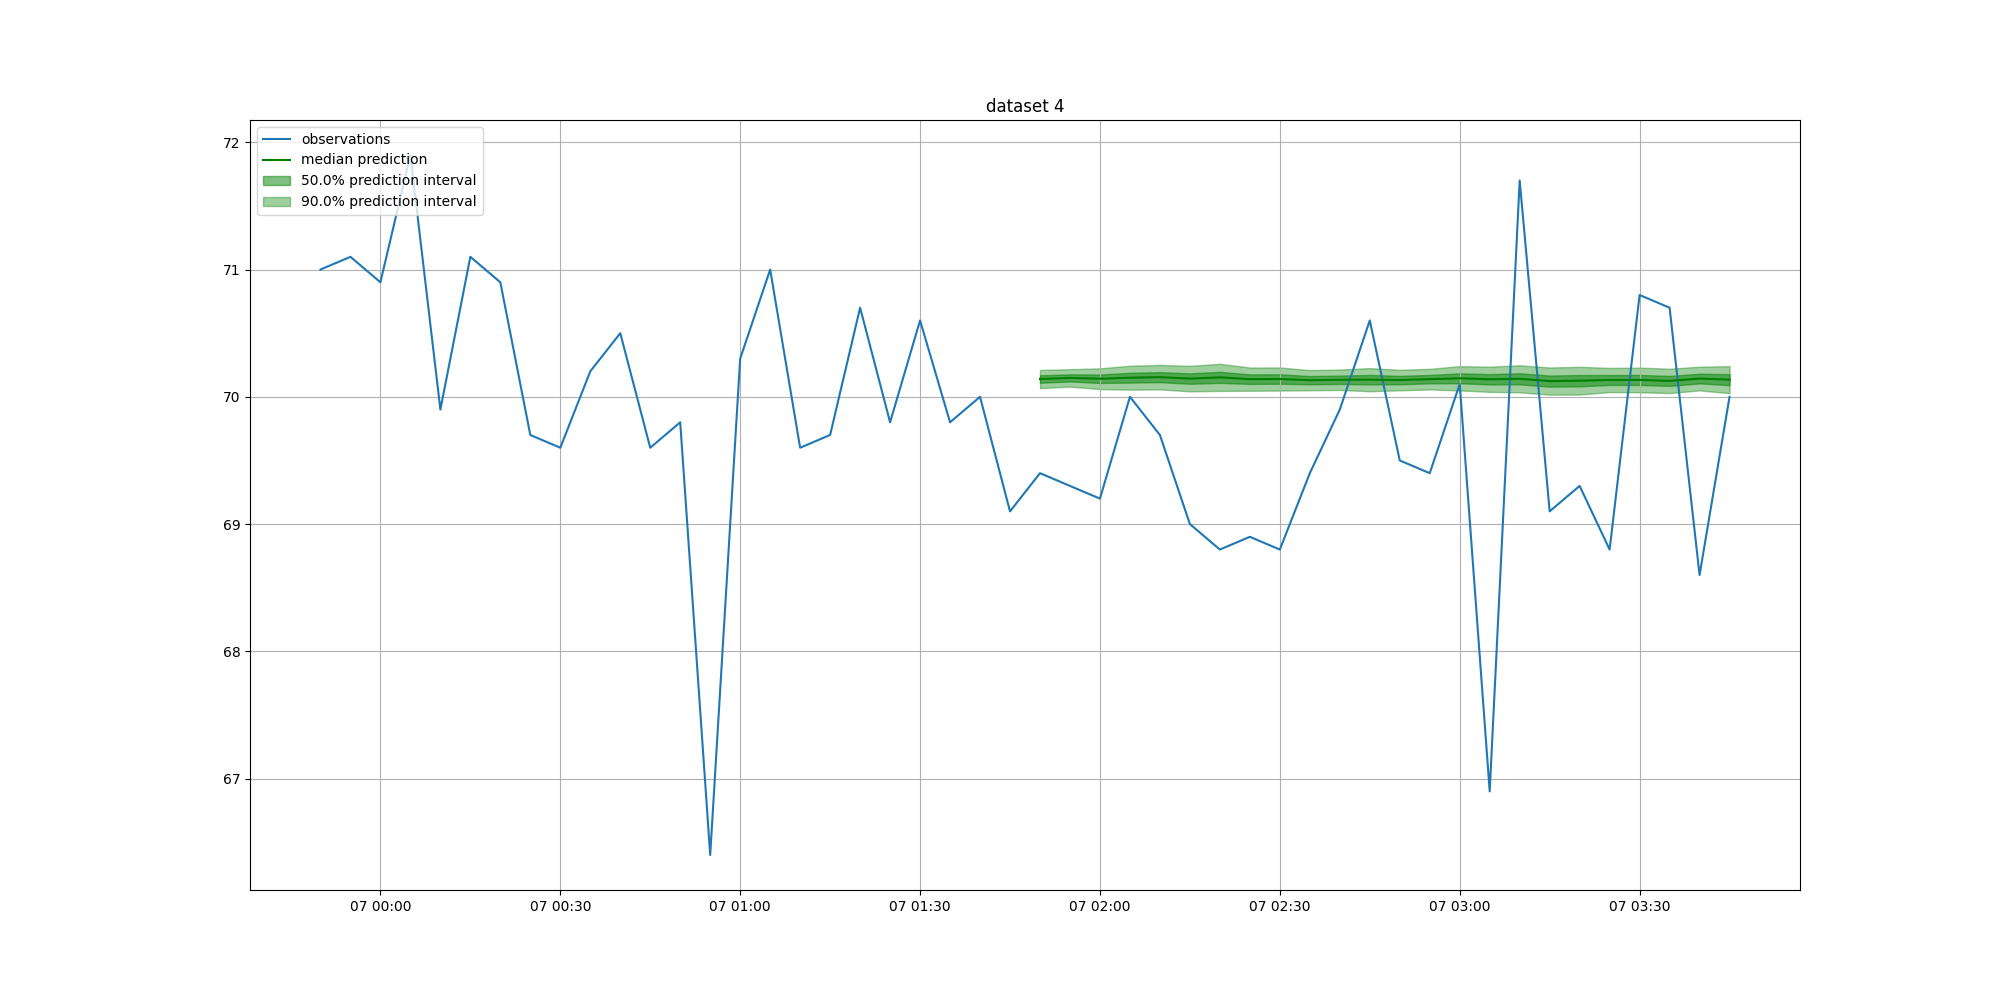 dataset 4
observations
median prediction
50.0% prediction interval
90.0% prediction interval
72
71
70
69
68
67
07 00:00
07 00:30
07 01:00
07 01:30
07 02:00
07 02:30
07 03:00
07 03:30